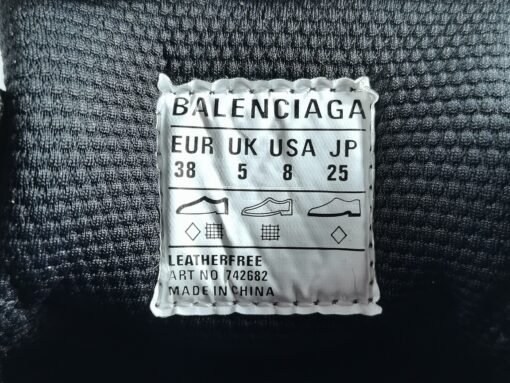 BALENCIAGA
EUR UK USA JP
38 5 8 25
LEATHERFREE
ART NO 742682
MADE IN CHINA